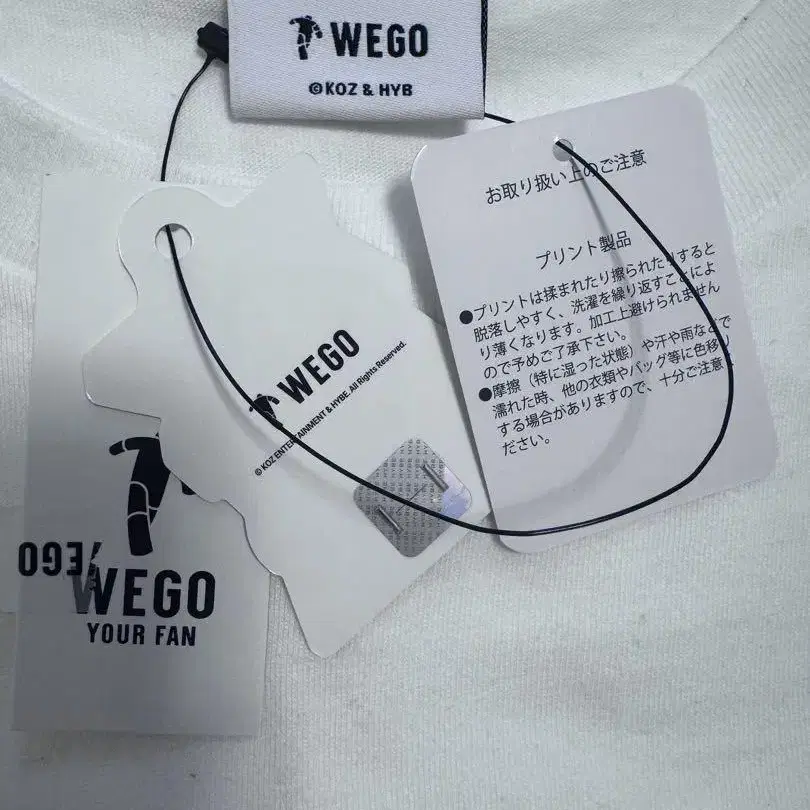 WEGO
©KOZ & HYB
お取り扱い上のご注意
プリント製品
●プリントは揉まれたり擦られたりすると
脱落しやすく、洗濯を繰り返すことによ
り薄くなります。加工上避けられません
ので予めご了承下さい。
●摩擦（特に湿った状態）や汗や雨などで
濡れた時、他の衣類やバッグ等に色移り
する場合がありますので、十分ご注意く
ださい。
WEGO
© KOZ ENTERTAINMENT & HYBE. All Rights Reserved.
WEGO
YOUR FAN